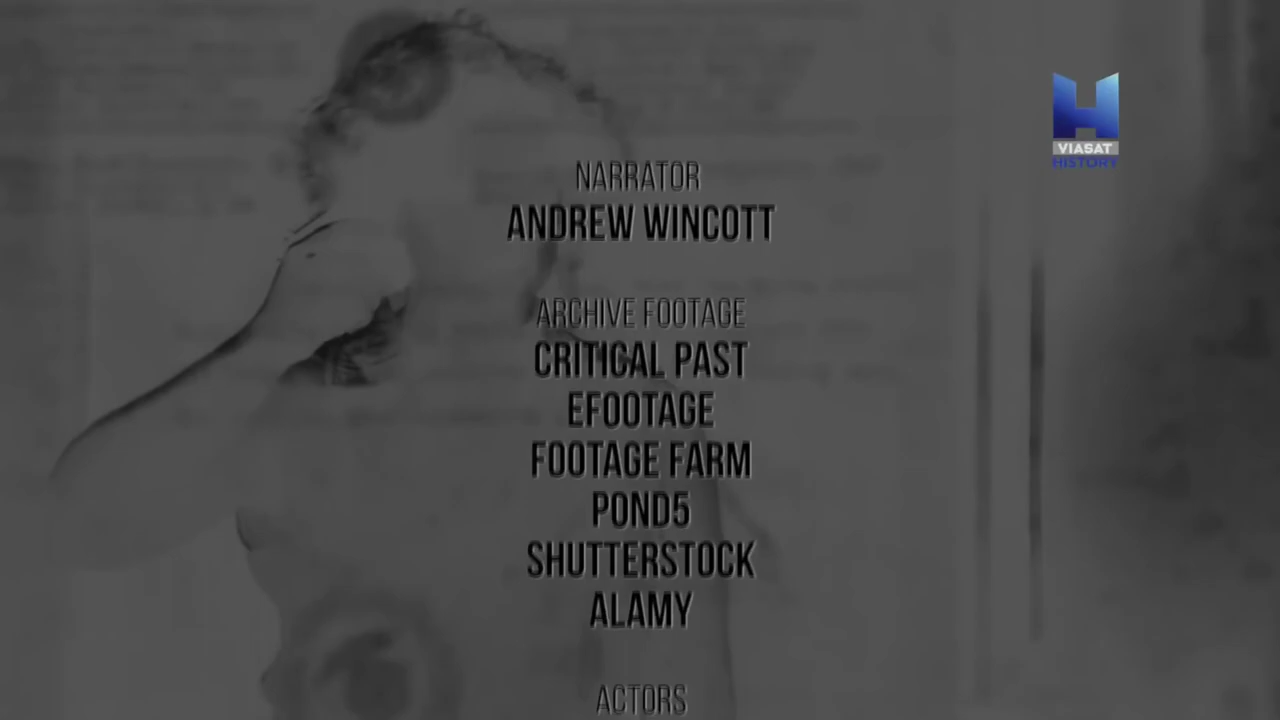 VIASAT
HISTORY
NARRATOR
ANDREW WINCOTT
ARCHIVE FOOTAGE
CRITICAL PAST
EFOOTAGE
FOOTAGE FARM
POND5
SHUTTERSTOCK
ALAMY
ACTORS